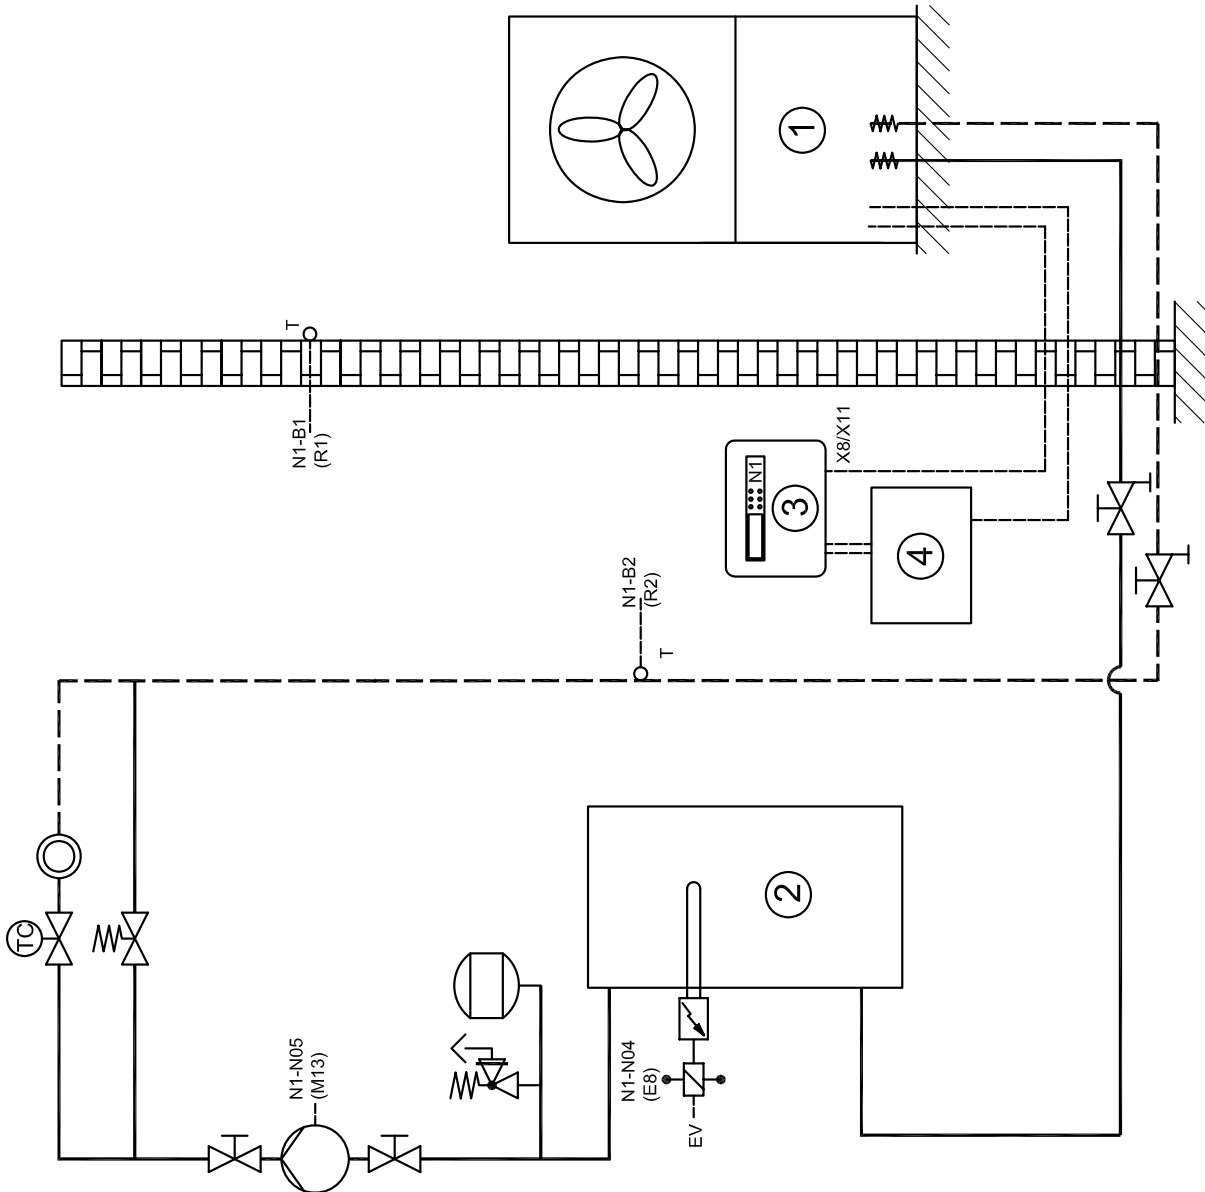 1
T
N1-B1
(R1)
X8/X11
N1
3
4
N1-B2
(R2)
T
TC
2
N1-N05
(M13)
N1-N04
(E8)
EV